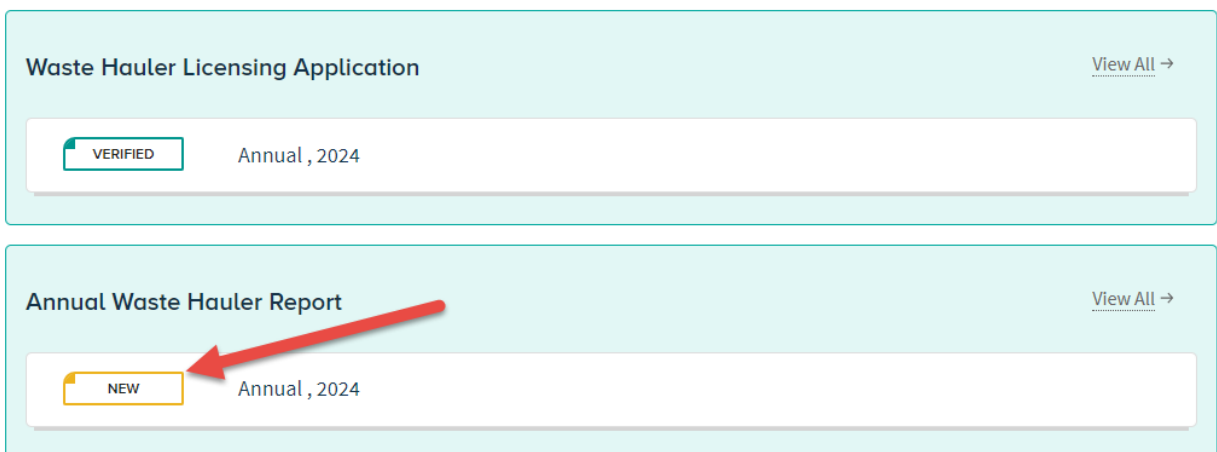 Waste Hauler Licensing Application
View All →
VERIFIED
Annual , 2024
Annual Waste Hauler Report
View All →
NEW
Annual , 2024